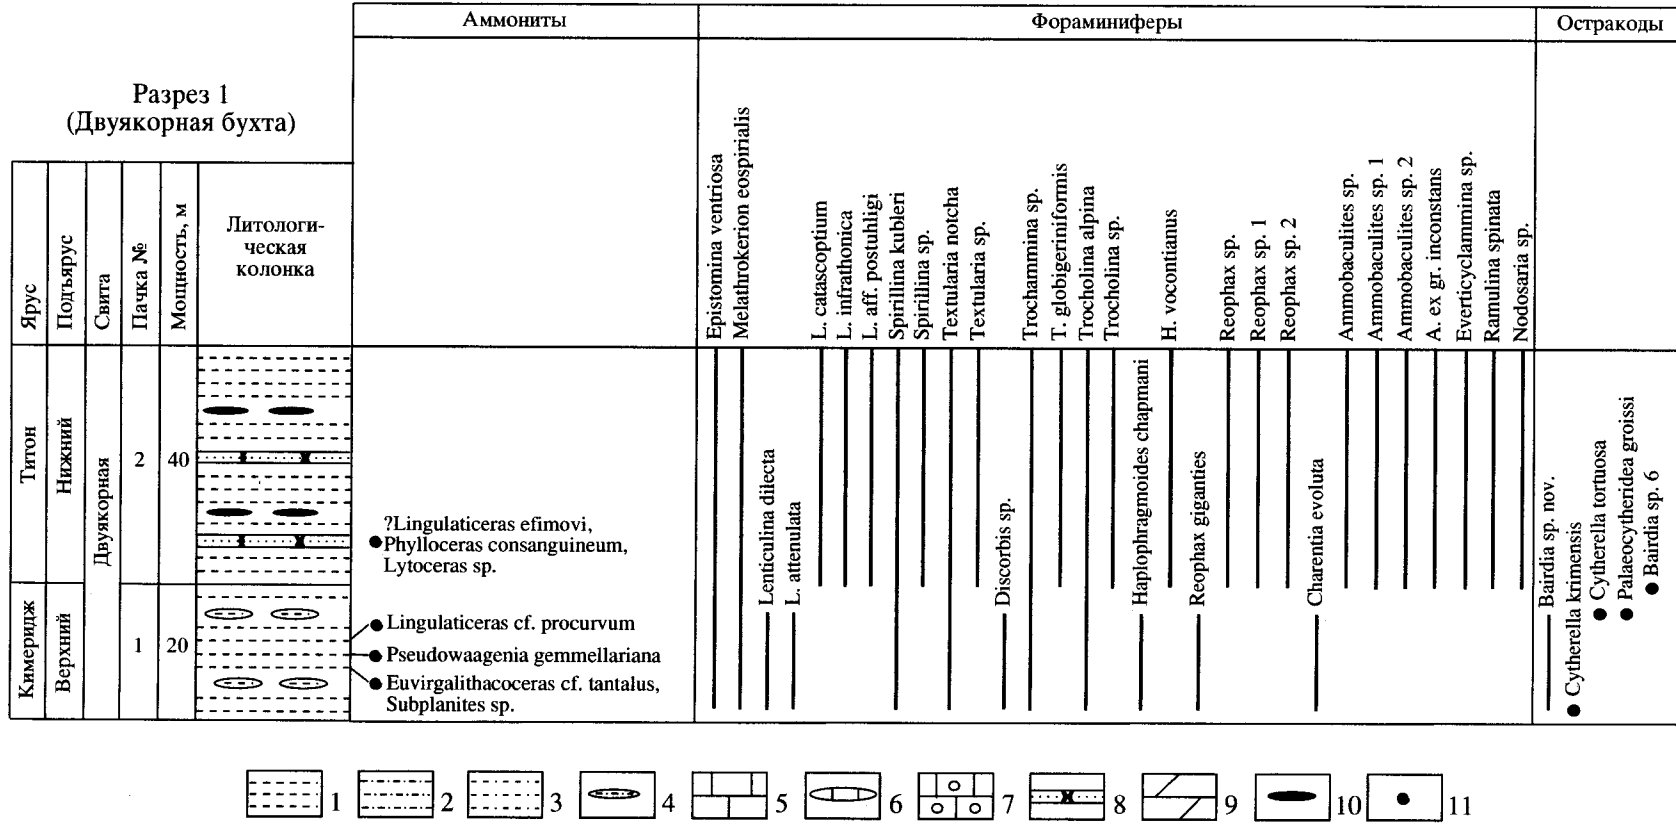 Аммониты
Фораминиферы
Остракоды
Разрез 1
(Двуякорная бухта)
Ярус
Подъярус
Свита
Пачка №
Мощность, м
Литологи-
ческая
колонка
Epistomina ventriosa
Melathrokerion eospirialis
Lenticulina dilecta
L. attenulata
L. catascoptium
L. infrathonica
L. aff. postuhligi
Spirillina kubleri
Spirillina sp.
Textularia notcha
Textularia sp.
Discorbis sp.
Trochammina sp.
T. globigeriniformis
Trocholina alpina
Trocholina sp.
Haplophragmoides chapmani
H. vocontianus
Reophax giganties
Reophax sp.
Reophax sp. 1
Reophax sp. 2
Charentia evoluta
Ammobaculites sp.
Ammobaculites sp. 1
Ammobaculites sp. 2
A. ex gr. inconstans
Everticyclammina sp.
Ramulina spinata
Nodosaria sp.
Bairdia sp. nov.
Cytherella krimensis
Cytherella tortuosa
Palaeocytheridea groissi
Bairdia sp. 6
Титон
Нижний
Двуякорная
2
40
?Lingulaticeras efimovi,
Phylloceras consanguineum,
Lytoceras sp.
Кимеридж
Верхний
1
20
Lingulaticeras cf. procurvum
Pseudowaagenia gemmellariana
Euvirgalithacoceras cf. tantalus,
Subplanites sp.
1
2
3
4
5
6
7
8
9
10
11